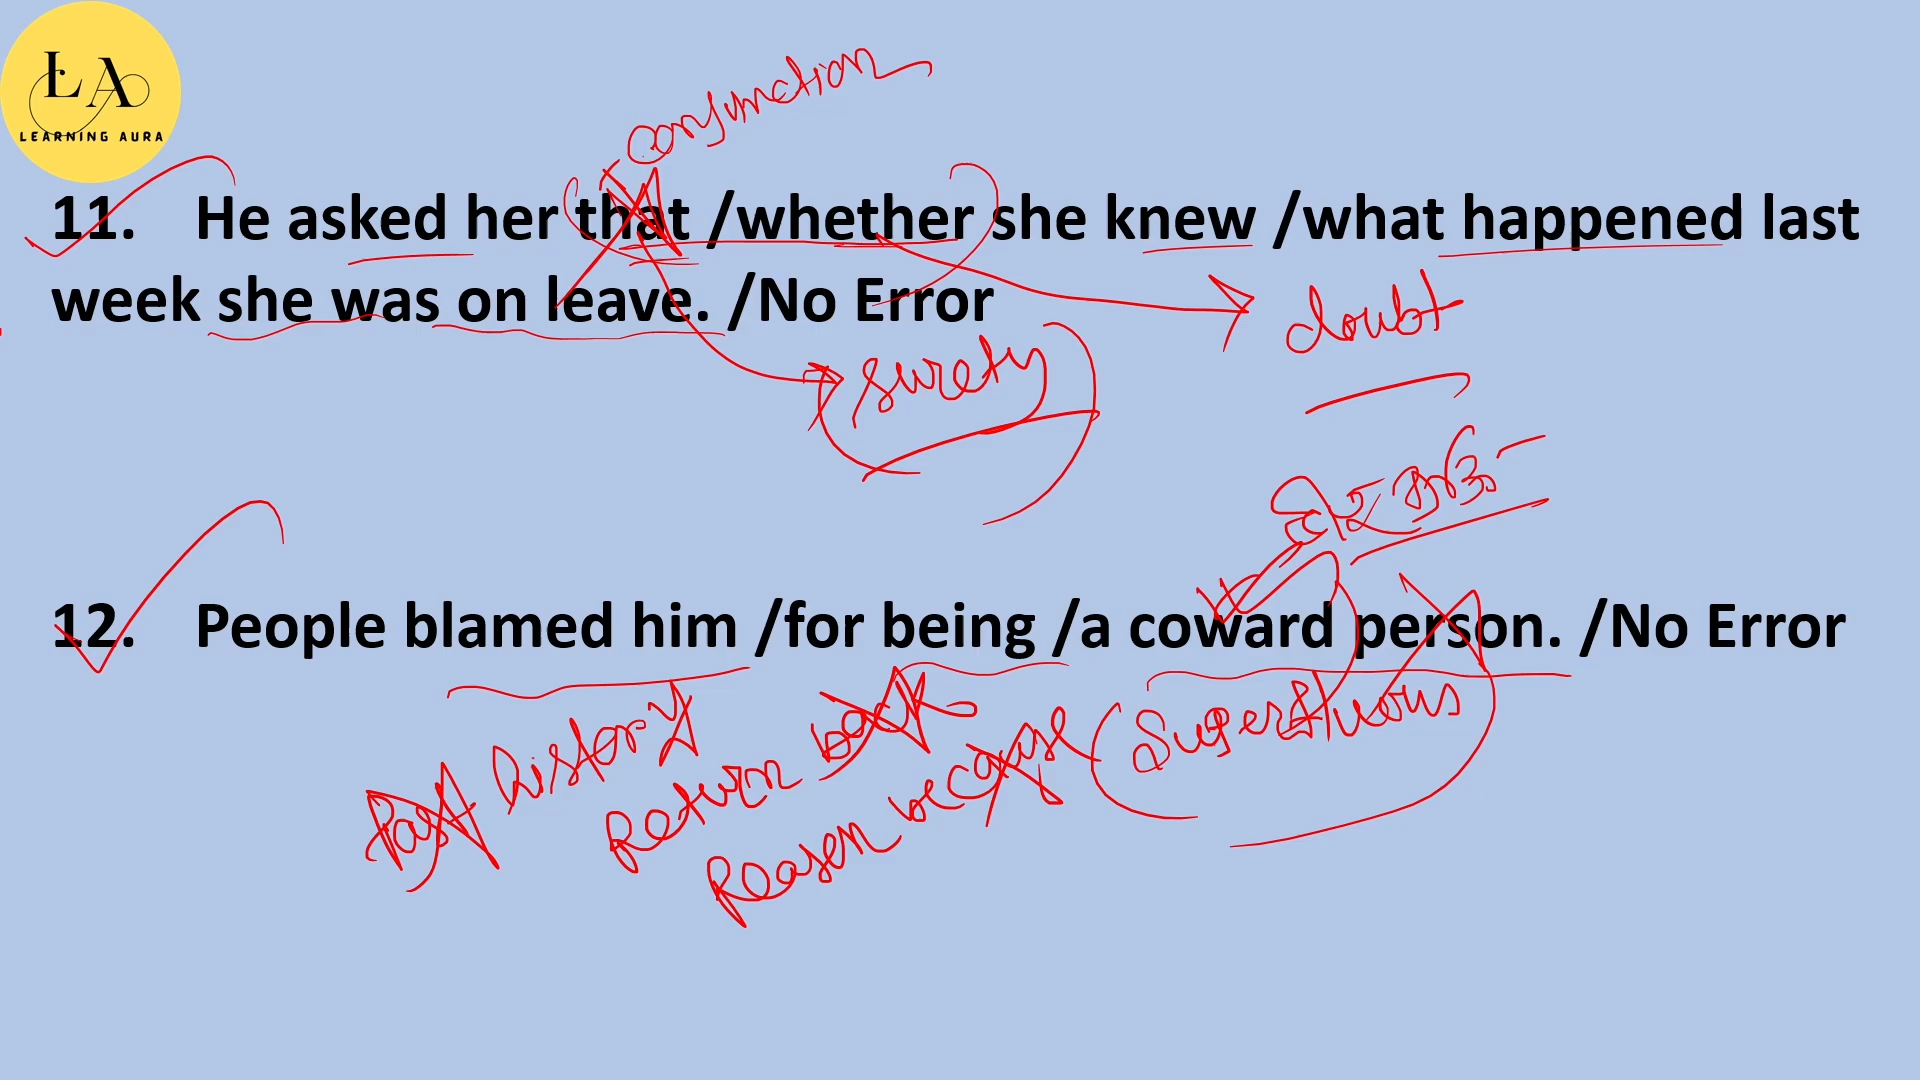 LA
LEARNING AURA
conjunction
11. He asked her that /whether she knew /what happened last
week she was on leave. /No Error
doubt
surety
12. People blamed him /for being /a coward person. /No Error
Past history
Return back
Reason because
Superfluous